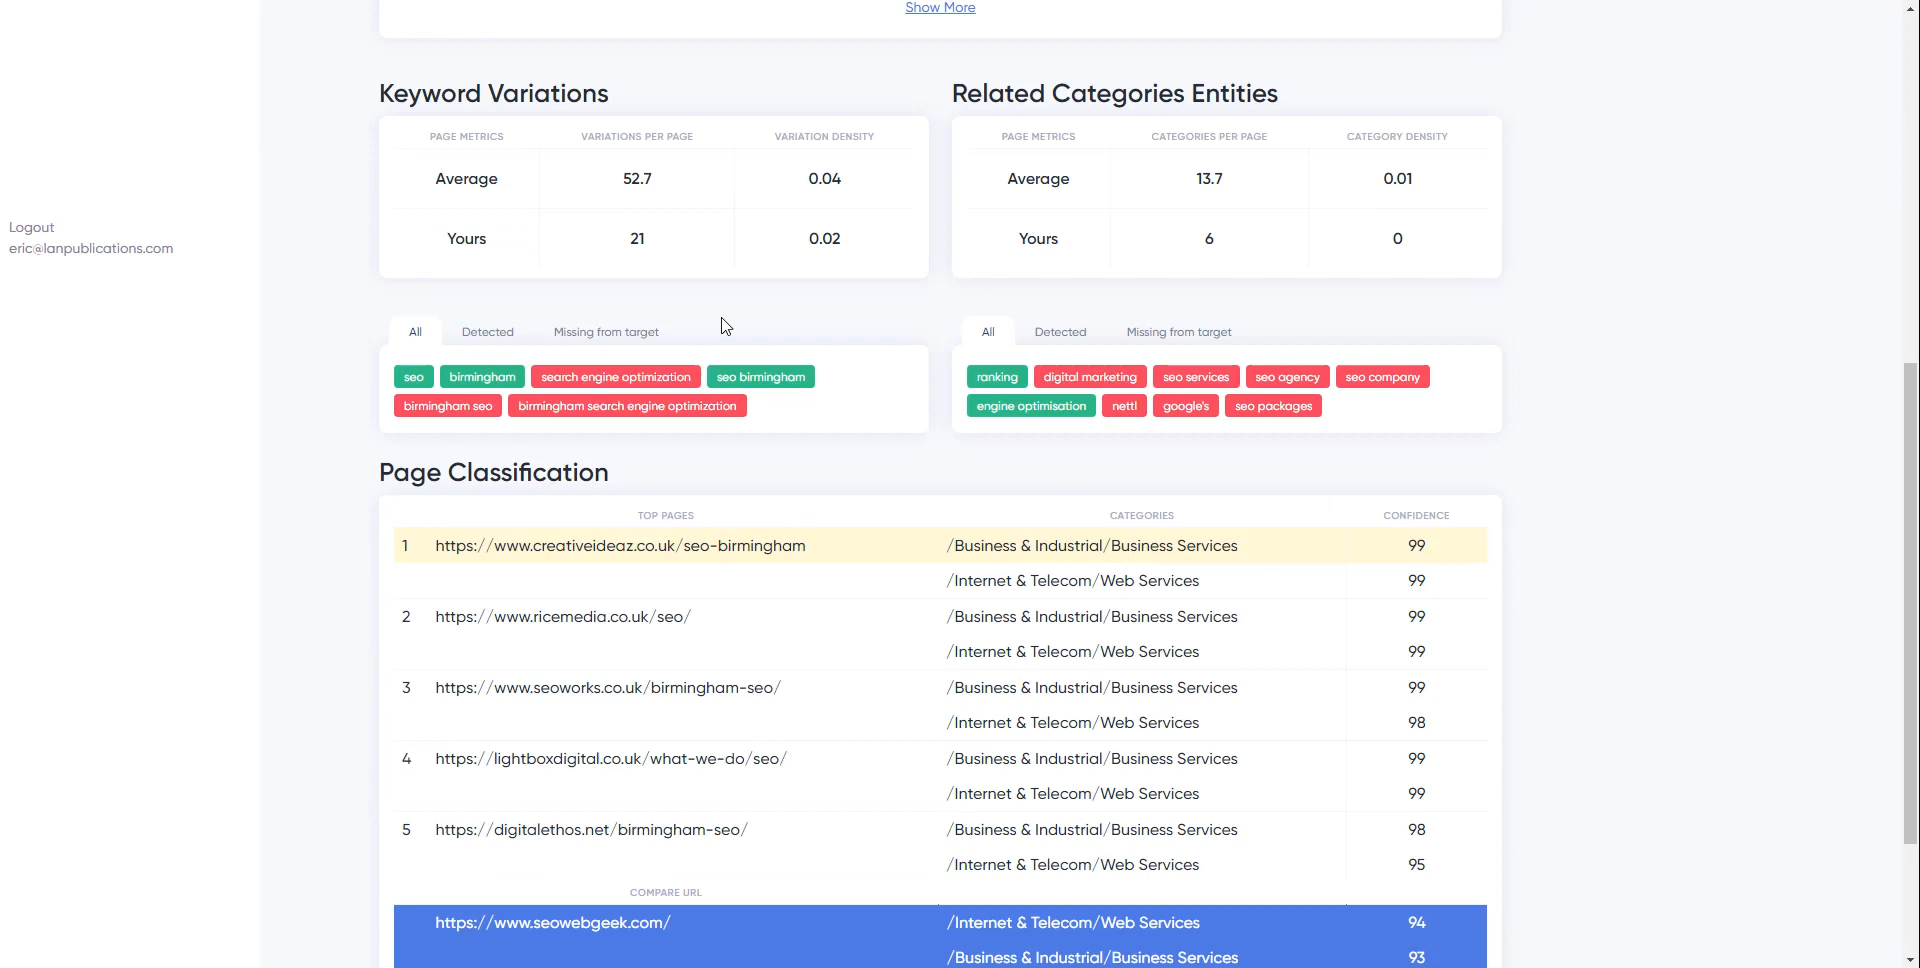 Show More
Logout
eric@lanpublications.com
Keyword Variations
PAGE METRICS VARIATIONS PER PAGE VARIATION DENSITY
Average 52.7 0.04
Yours 21 0.02
Related Categories Entities
PAGE METRICS CATEGORIES PER PAGE CATEGORY DENSITY
Average 13.7 0.01
Yours 6 0
All Detected Missing from target
seo birmingham search engine optimization seo birmingham
birmingham seo birmingham search engine optimization
All Detected Missing from target
ranking digital marketing seo services seo agency seo company
engine optimisation nettl google's seo packages
Page Classification
TOP PAGES CATEGORIES CONFIDENCE
1 https://www.creativeideaz.co.uk/seo-birmingham /Business & Industrial/Business Services 99
/Internet & Telecom/Web Services 99
2 https://www.ricemedia.co.uk/seo/ /Business & Industrial/Business Services 99
/Internet & Telecom/Web Services 99
3 https://www.seoworks.co.uk/birmingham-seo/ /Business & Industrial/Business Services 99
/Internet & Telecom/Web Services 98
4 https://lightboxdigital.co.uk/what-we-do/seo/ /Business & Industrial/Business Services 99
/Internet & Telecom/Web Services 99
5 https://digitalethos.net/birmingham-seo/ /Business & Industrial/Business Services 98
/Internet & Telecom/Web Services 95
COMPARE URL
https://www.seowebgeek.com/ /Internet & Telecom/Web Services 94
/Business & Industrial/Business Services 93